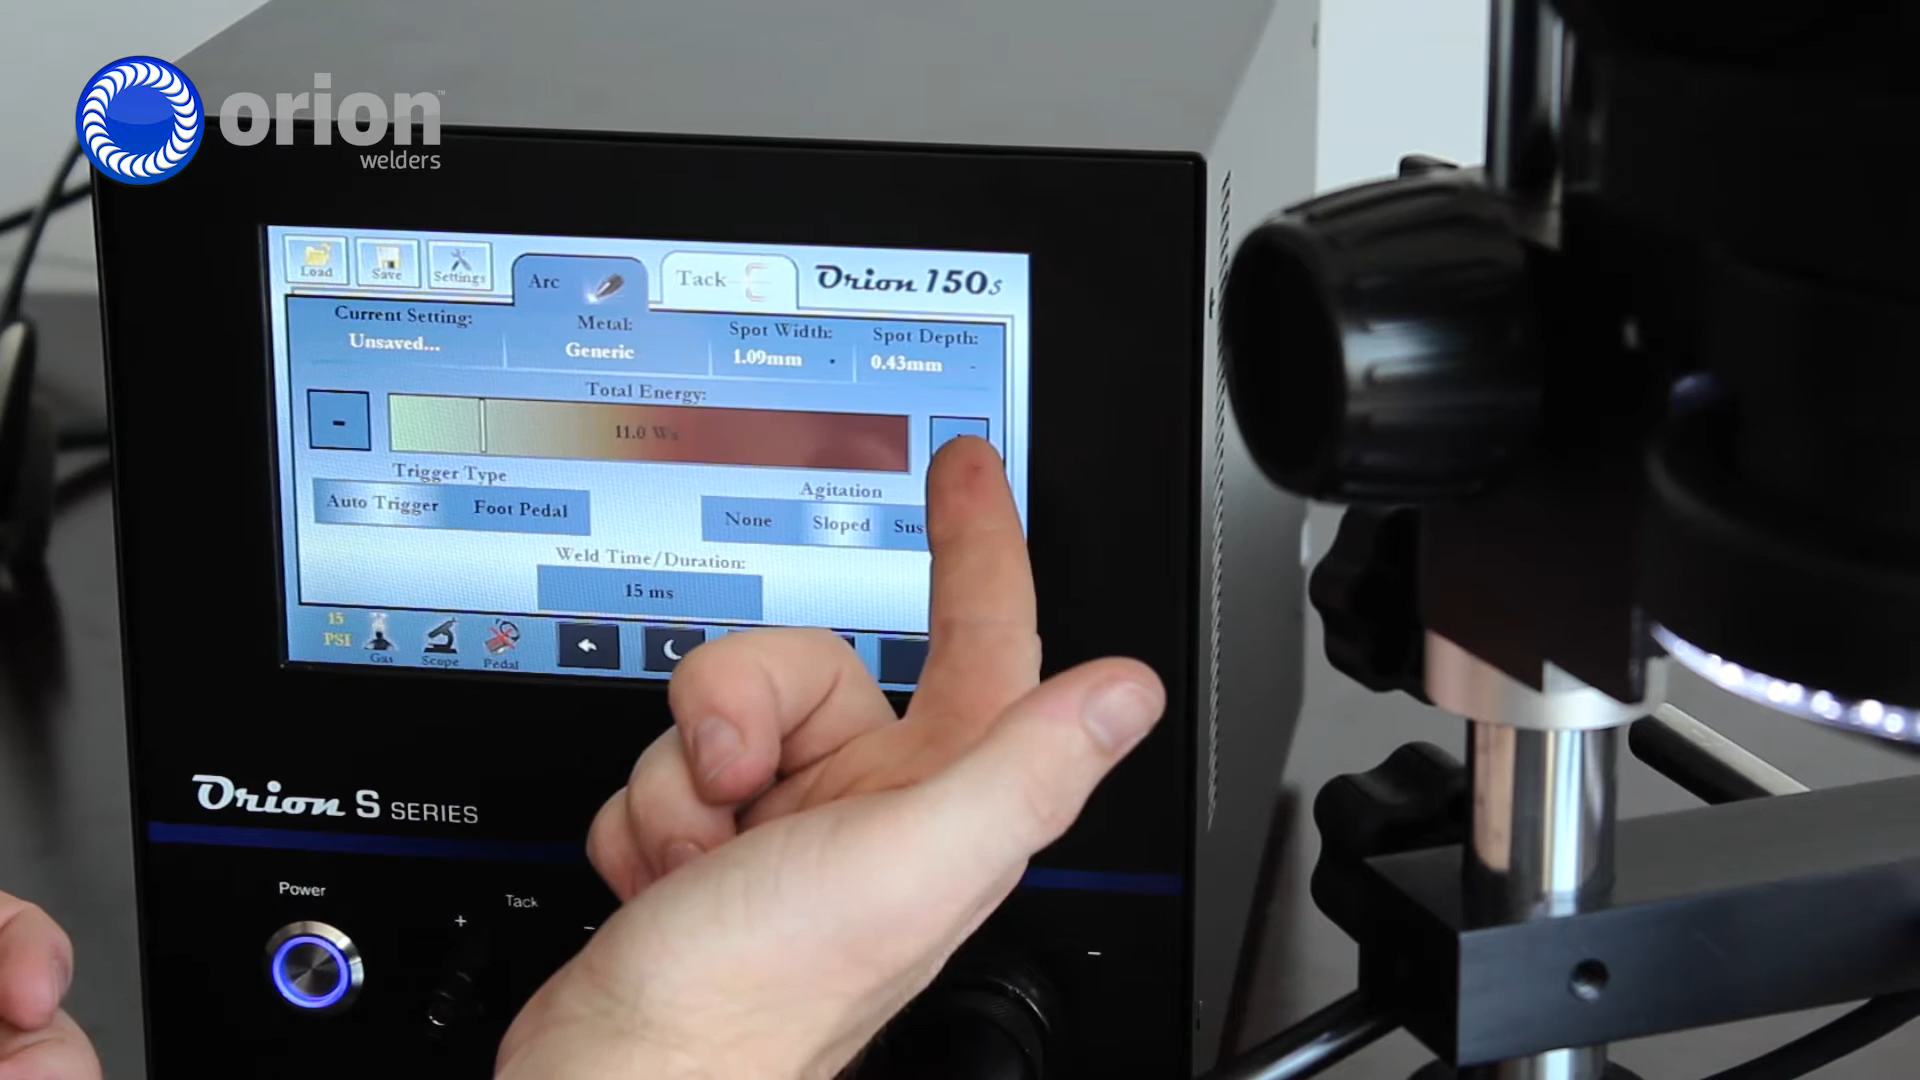 orion™
welders
Load
Save
Settings
Arc
Tack
Orion 150s
Current Setting:
Metal:
Spot Width:
Spot Depth:
Unsaved...
Generic
1.09mm
0.43mm
Total Energy:
-
11.0 Ws
Trigger Type
Agitation
Auto Trigger
Foot Pedal
None
Sloped
Sus
Weld Time/Duration:
15 ms
15
PSI
Gas
Scope
Pedal
Orion S SERIES
Power
Tack
+
-
-